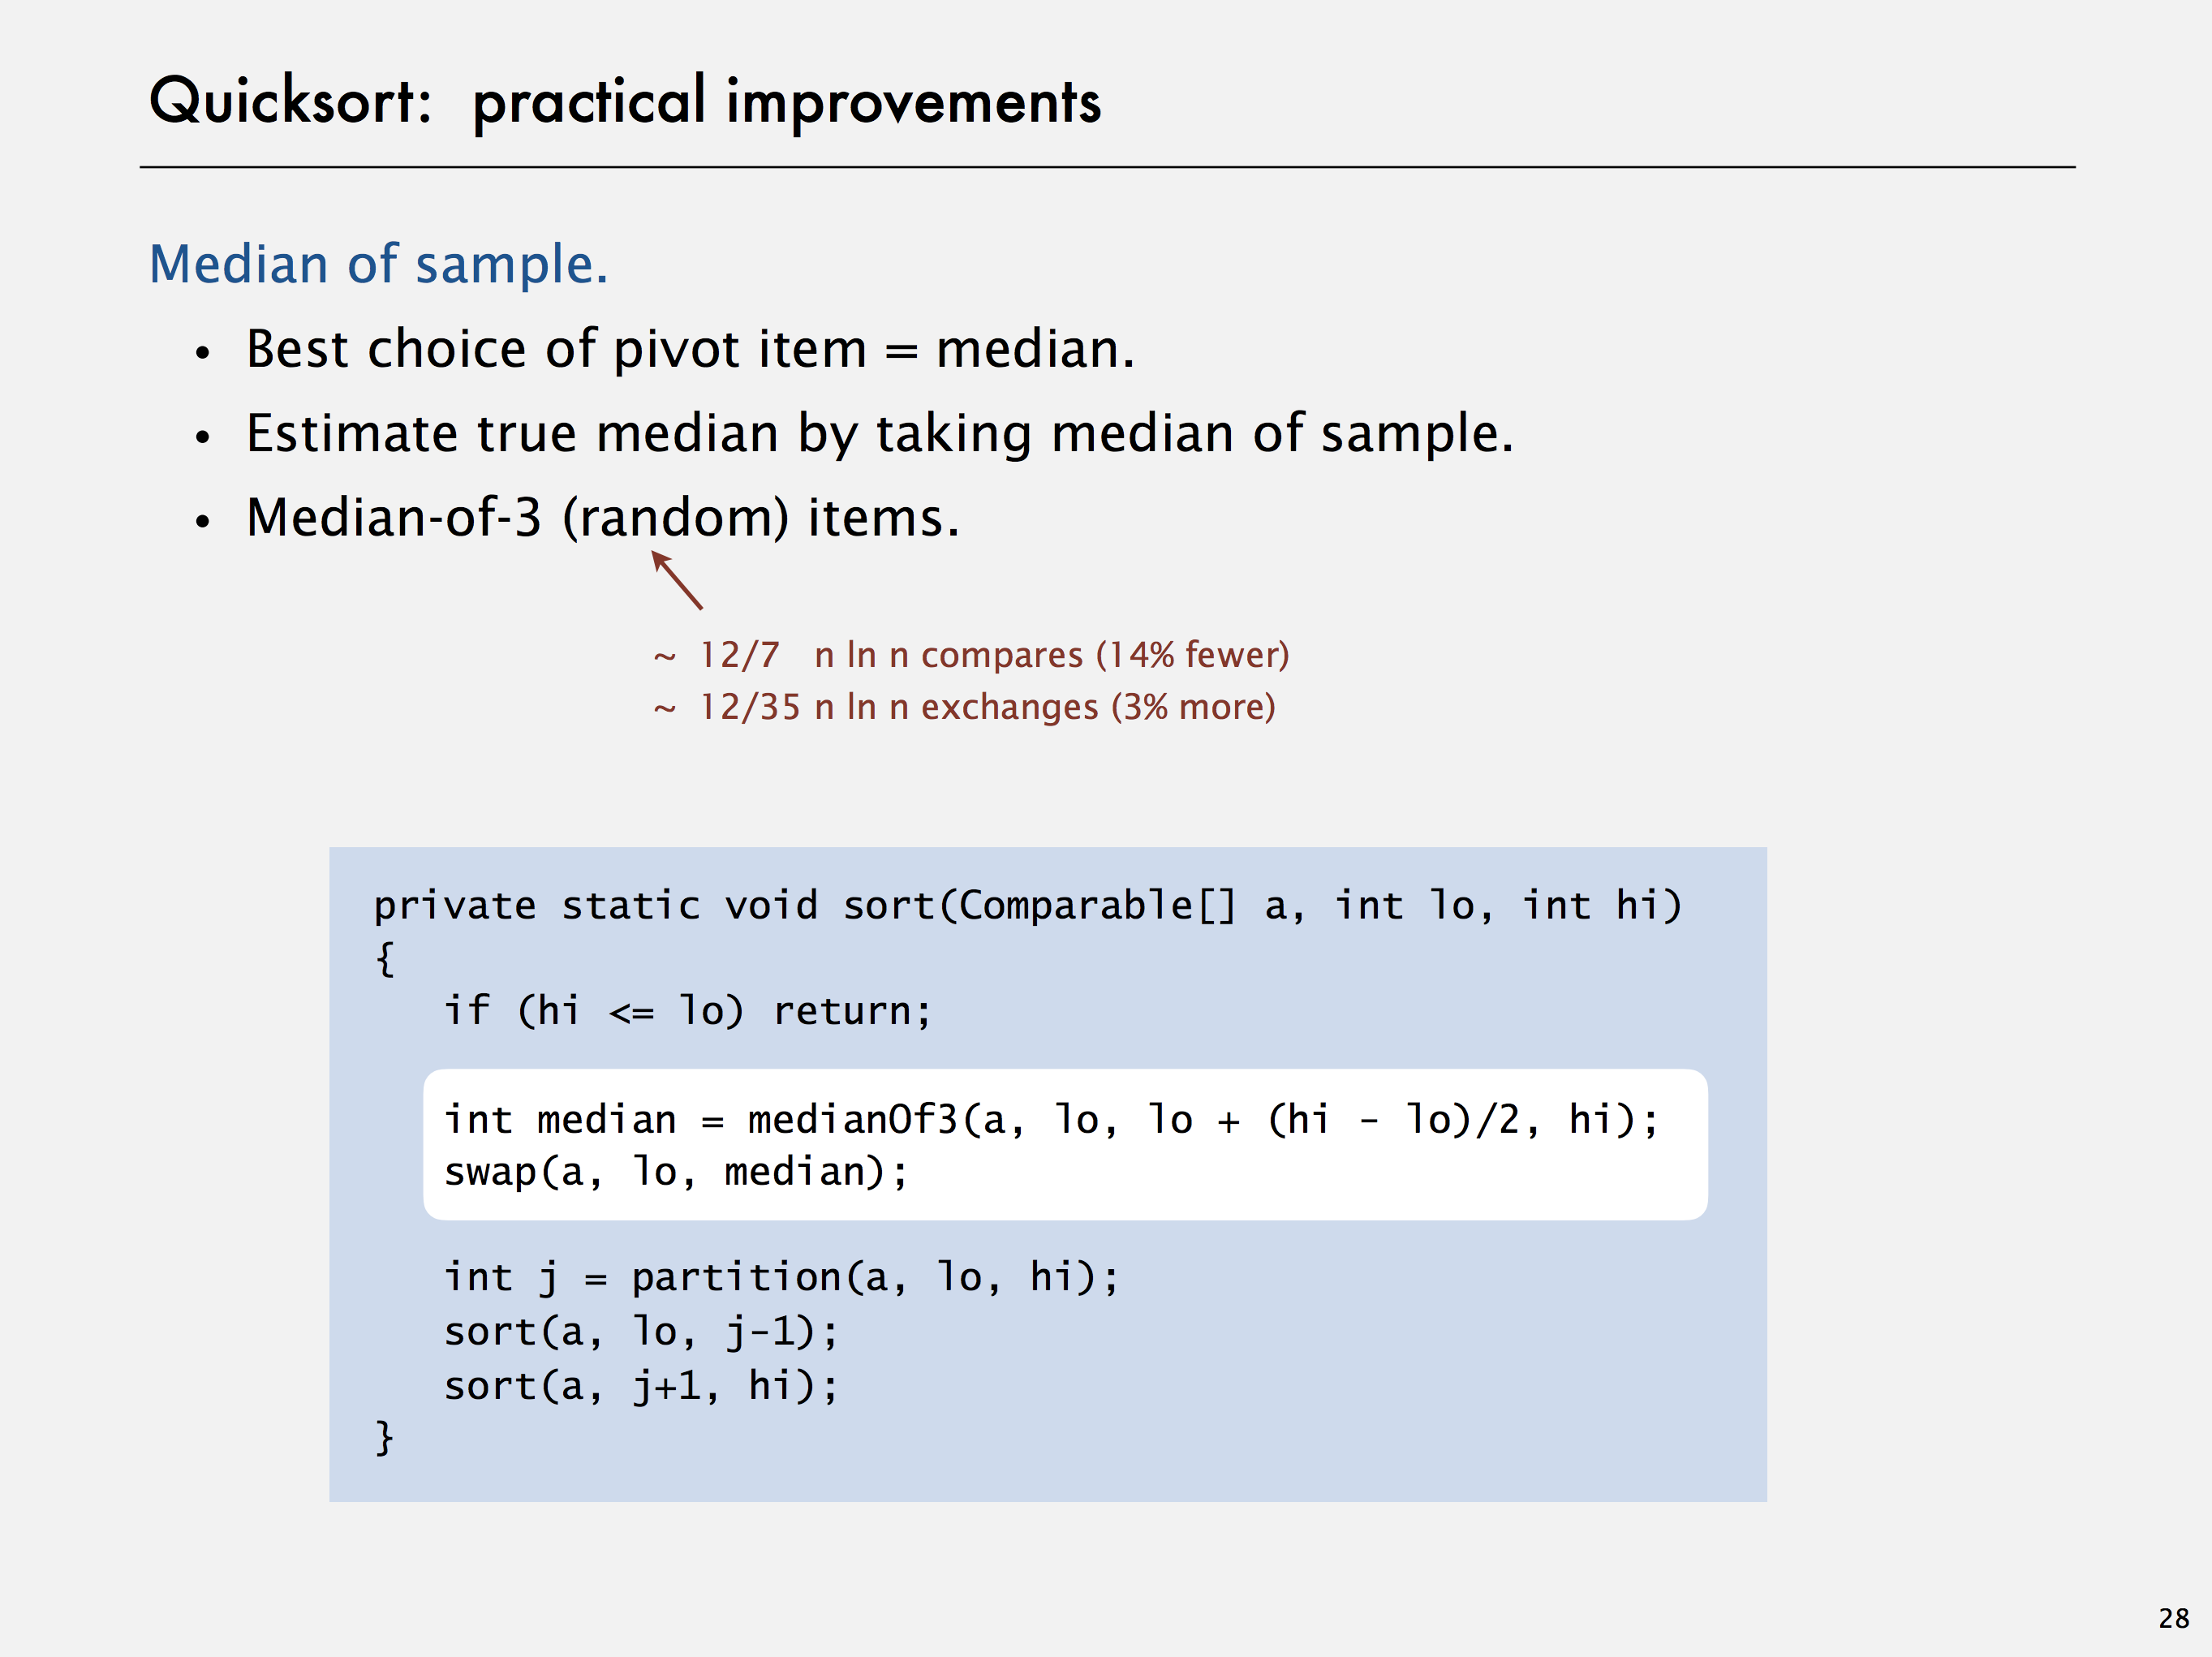 Quicksort: practical improvements
Median of sample.
• Best choice of pivot item = median.
• Estimate true median by taking median of sample.
• Median-of-3 (random) items.
~ 12/7 n ln n compares (14% fewer)
~ 12/35 n ln n exchanges (3% more)
private static void sort(Comparable[] a, int lo, int hi)
{
if (hi <= lo) return;
int median = medianOf3(a, lo, lo + (hi - lo)/2, hi);
swap(a, lo, median);
int j = partition(a, lo, hi);
sort(a, lo, j-1);
sort(a, j+1, hi);
}
28